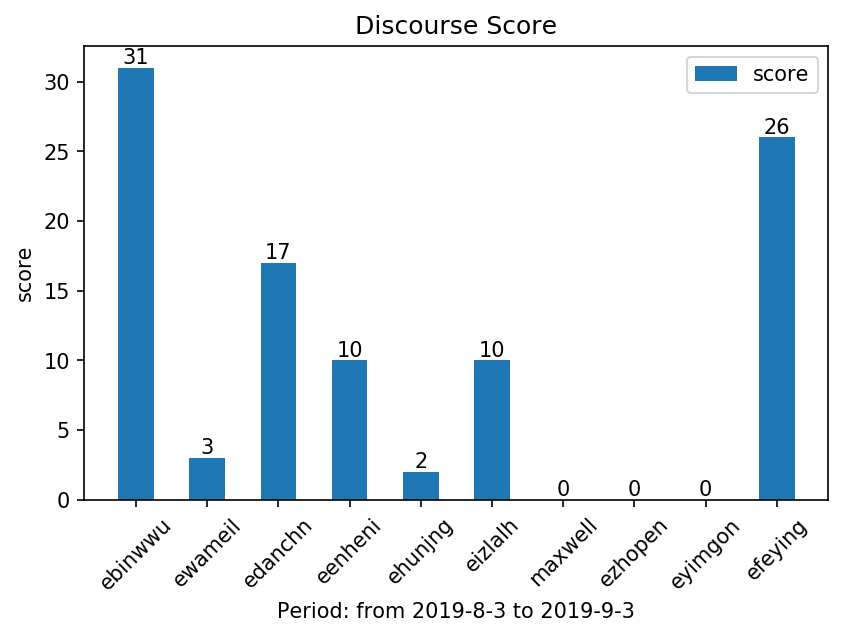 Discourse Score
score
31
3
17
10
2
10
0
0
0
26
30
25
20
15
10
5
0
score
ebinwwu
ewameil
edanchn
eenheni
ehunjng
eizlalh
maxwell
ezhopen
eyimgon
efeying
Period: from 2019-8-3 to 2019-9-3